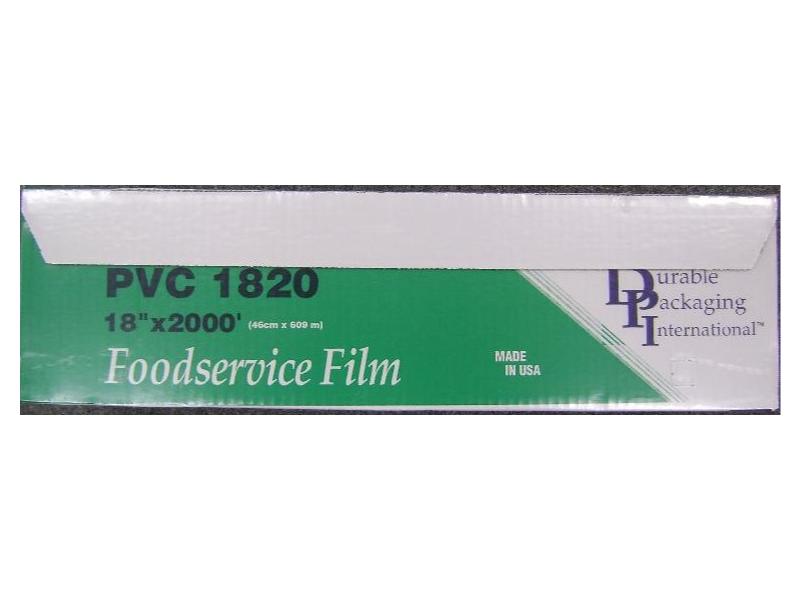 PVC 1820
18"x2000' (46cm x 609 m)
Foodservice Film
MADE
IN USA
Durable
Packaging
International™